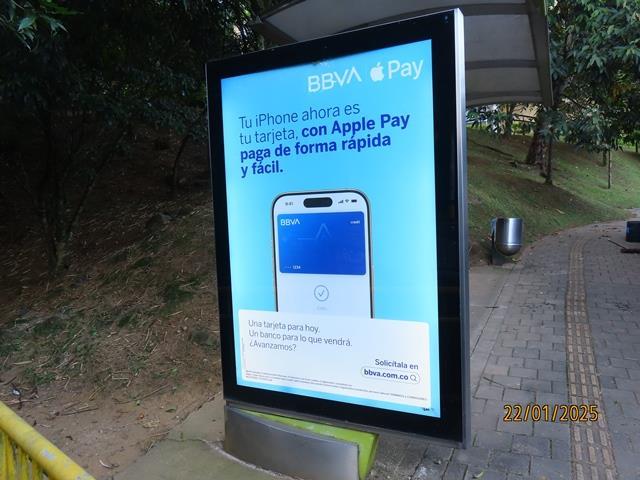 BBVA Pay
Tu iPhone ahora es
tu tarjeta, con Apple Pay
paga de forma rápida
y fácil.
9:41
BBVA credit
•••• 1234
Una tarjeta para hoy.
Un banco para lo que vendrá.
¿Avanzamos?
Solicítala en
bbva.com.co
22/01/2025